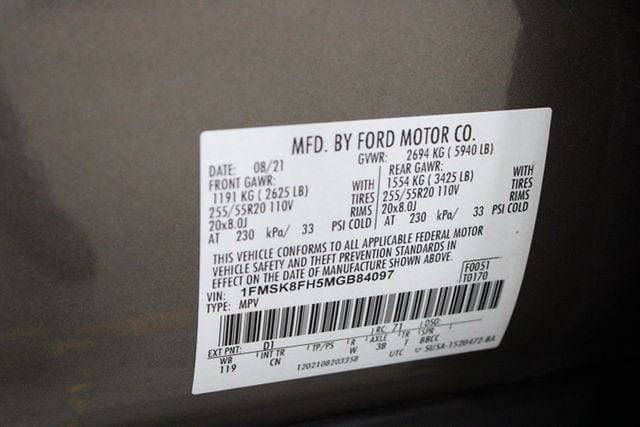 MFD. BY FORD MOTOR CO.
DATE: 08/21 GVWR: 2694 KG ( 5940 LB)
FRONT GAWR: REAR GAWR:
1191 KG ( 2625 LB) WITH 1554 KG ( 3425 LB) WITH
255/55R20 110V TIRES 255/55R20 110V TIRES
20x8.0J RIMS 20x8.0J RIMS
AT 230 kPa/ 33 PSI COLD AT 230 kPa/ 33 PSI COLD
THIS VEHICLE CONFORMS TO ALL APPLICABLE FEDERAL MOTOR
VEHICLE SAFETY AND THEFT PREVENTION STANDARDS IN
EFFECT ON THE DATE OF MANUFACTURE SHOWN ABOVE.
VIN: 1FMSK8FH5MGB84097 F0051
TYPE: MPV T0170
EXT PNT: D1 RC: 71 DSO:
WB INT TR TP/PS R AXLE TR SPR
119 CN W 3B T BBCC
1202108203358 UTC SU5A-1520472-BA